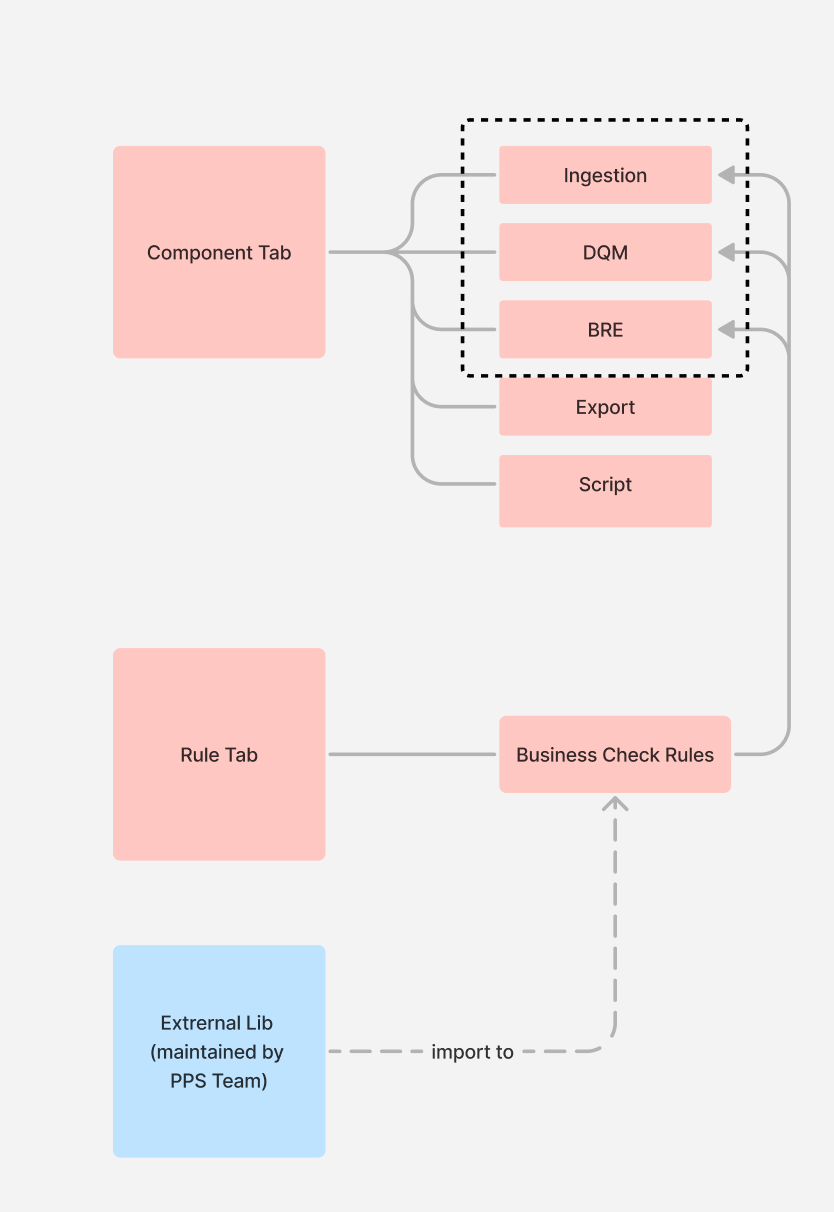 Ingestion
Component Tab
DQM
BRE
Export
Script
Rule Tab
Business Check Rules
Extrernal Lib
(maintained by
PPS Team)
import to